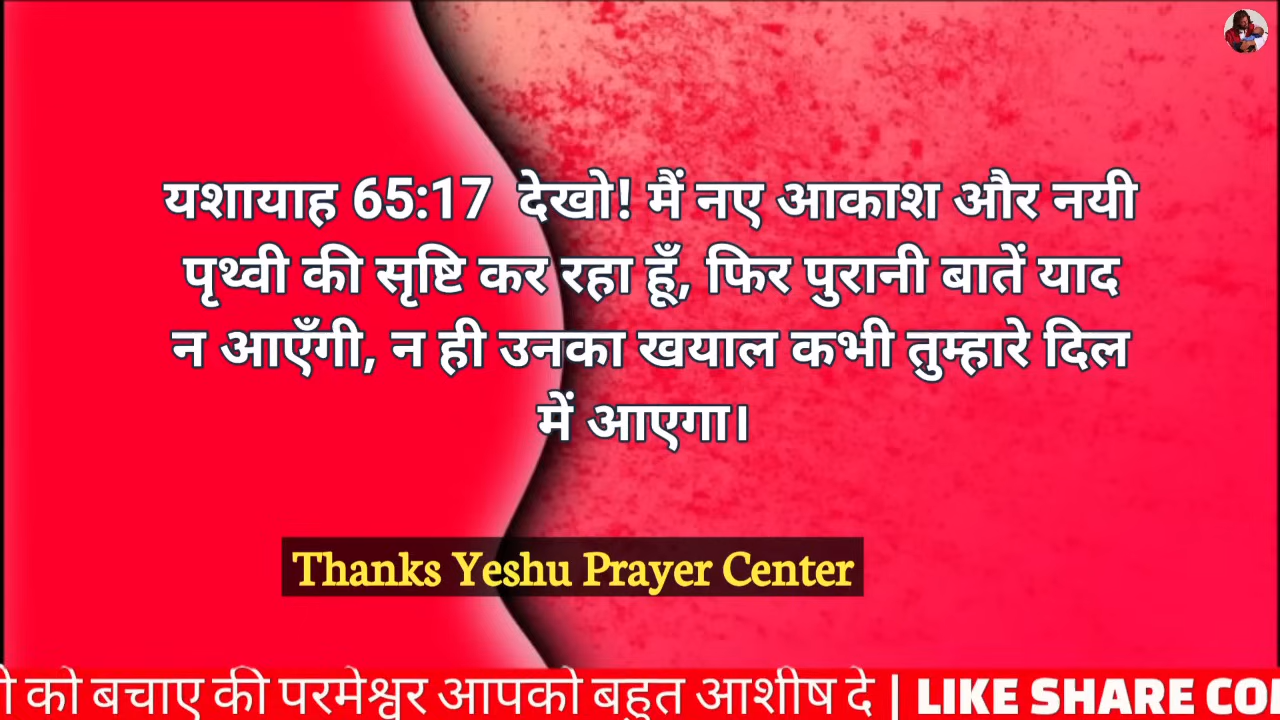 यशायाह 65:17 देखो! मैं नए आकाश और नयी
पृथ्वी की सृष्टि कर रहा हूँ, फिर पुरानी बातें याद
न आएँगी, न ही उनका खयाल कभी तुम्हारे दिल
में आएगा।
Thanks Yeshu Prayer Center
को बचाए की परमेश्वर आपको बहुत आशीष दे | LIKE SHARE